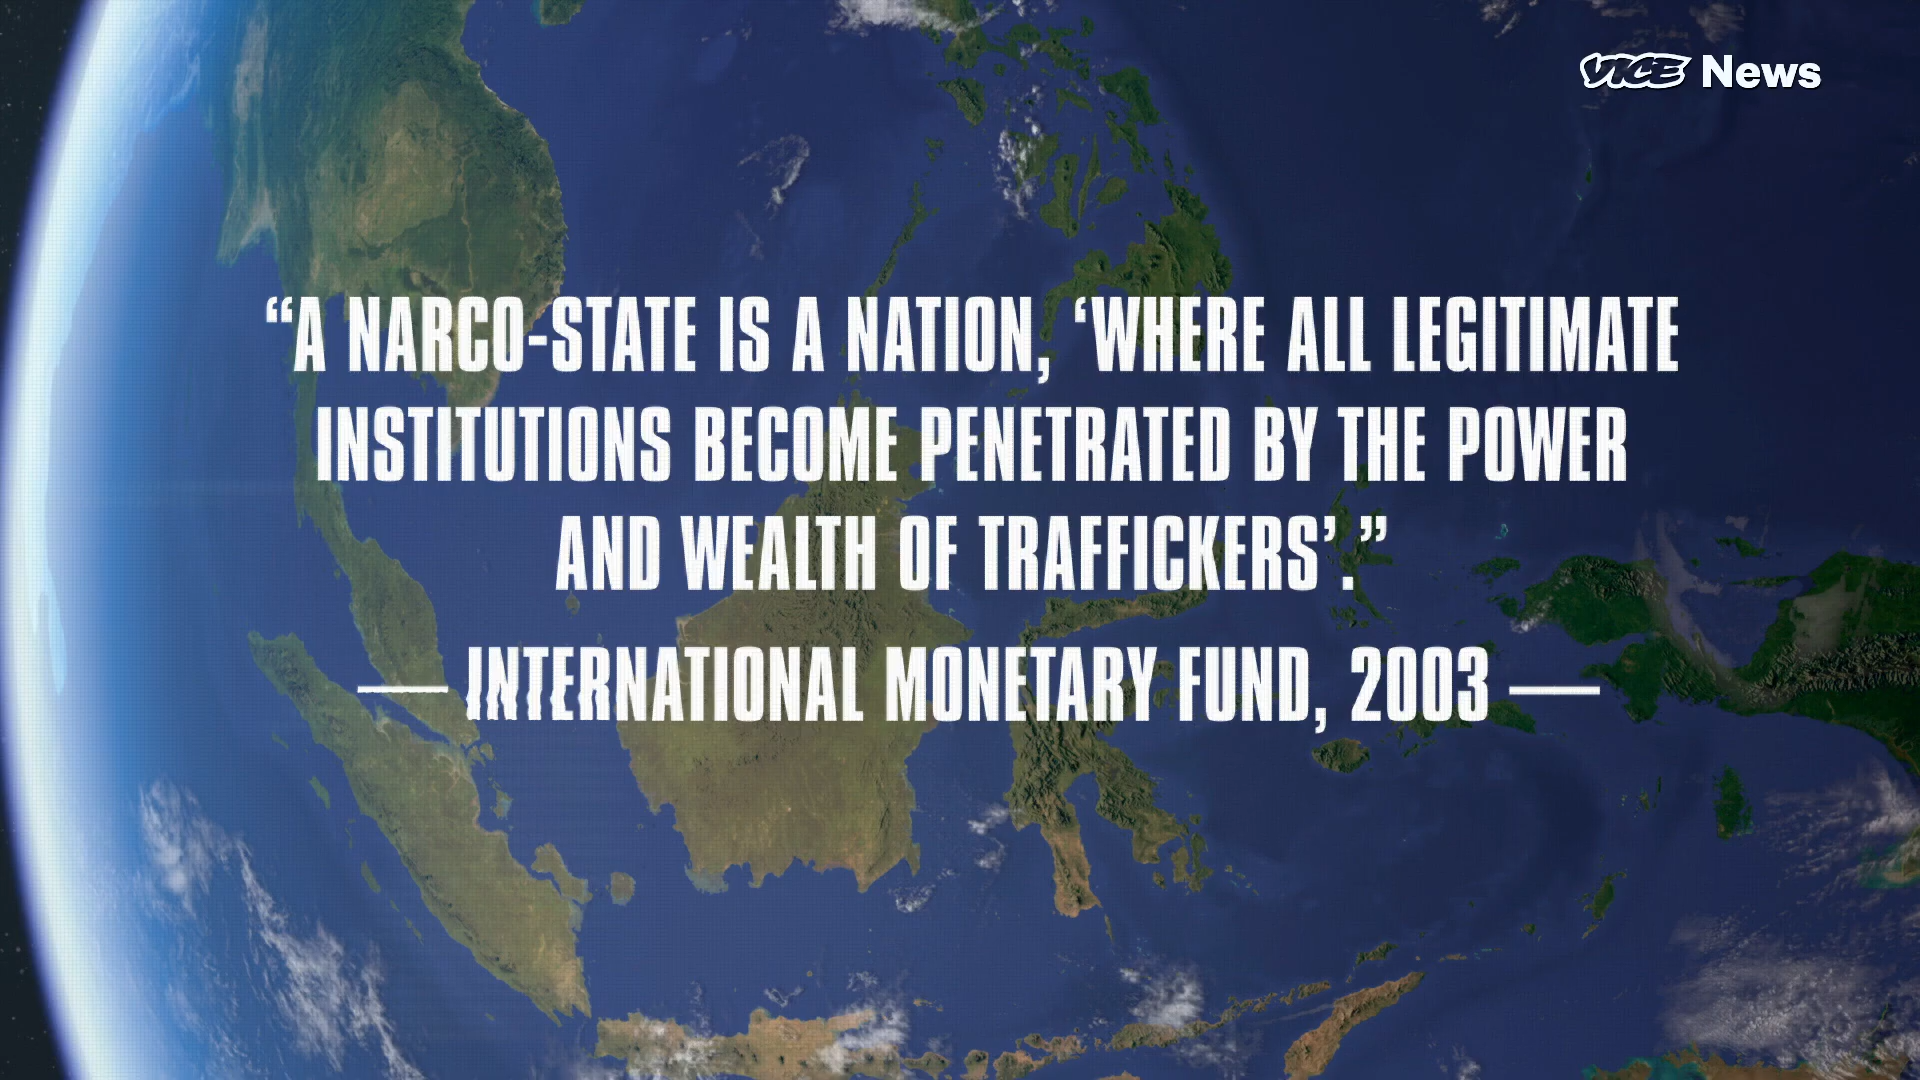 VICE News
“A NARCO-STATE IS A NATION, ‘WHERE ALL LEGITIMATE
INSTITUTIONS BECOME PENETRATED BY THE POWER
AND WEALTH OF TRAFFICKERS’.”
— INTERNATIONAL MONETARY FUND, 2003 —